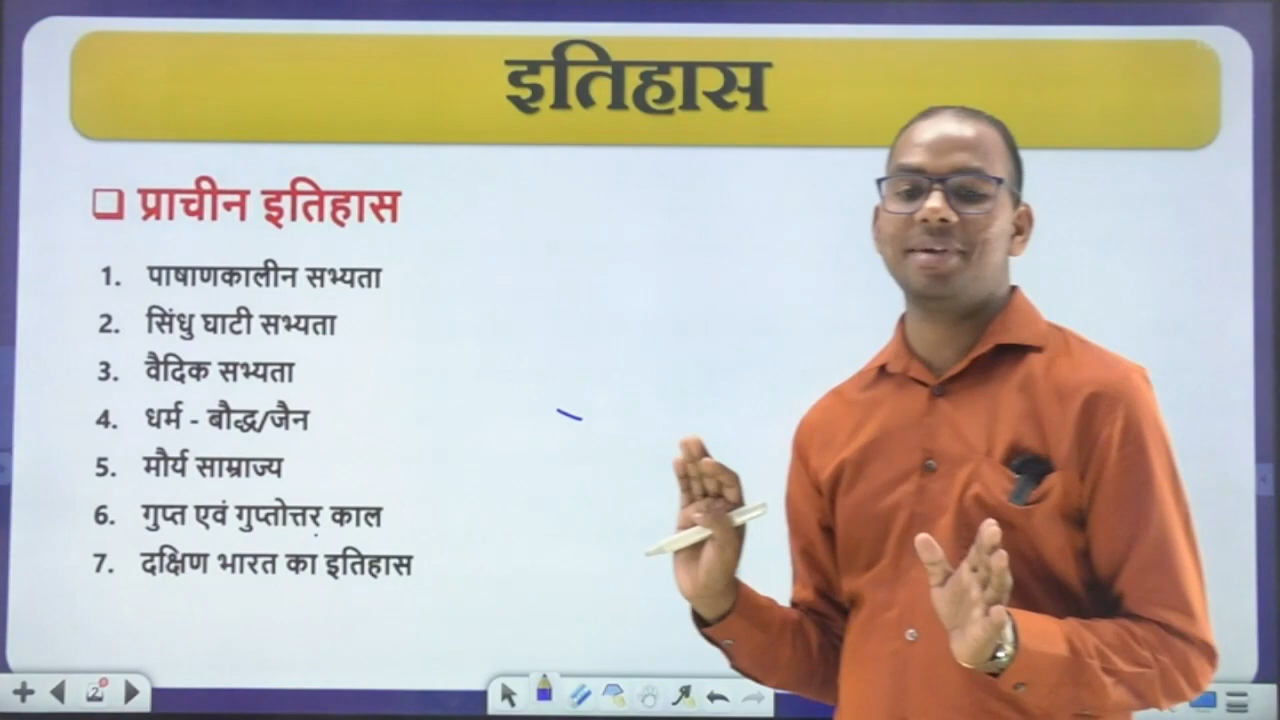 इतिहास
❑ प्राचीन इतिहास
1. पाषाणकालीन सभ्यता
2. सिंधु घाटी सभ्यता
3. वैदिक सभ्यता
4. धर्म - बौद्ध/जैन
5. मौर्य साम्राज्य
6. गुप्त एवं गुप्तोत्तर काल
7. दक्षिण भारत का इतिहास
2